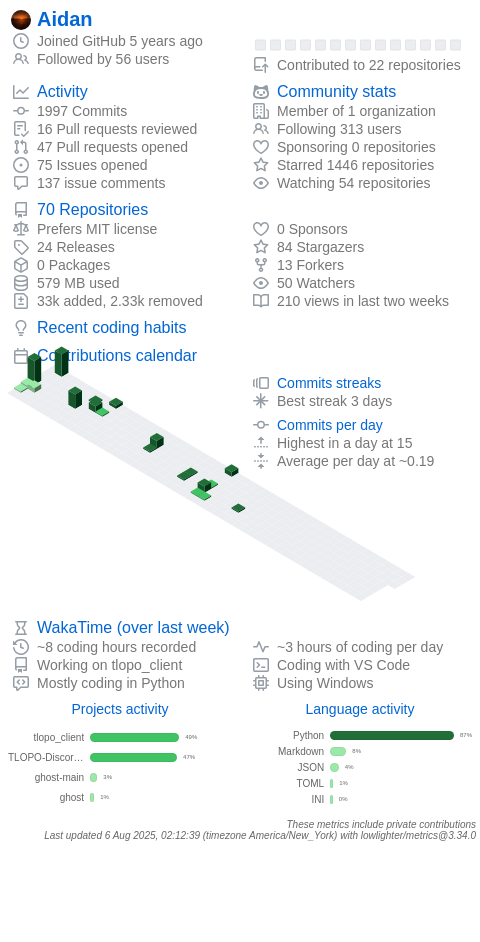 Aidan
Joined GitHub 5 years ago
Followed by 56 users
Contributed to 22 repositories
Activity
1997 Commits
16 Pull requests reviewed
47 Pull requests opened
75 Issues opened
137 issue comments
Community stats
Member of 1 organization
Following 313 users
Sponsoring 0 repositories
Starred 1446 repositories
Watching 54 repositories
70 Repositories
Prefers MIT license
24 Releases
0 Packages
579 MB used
33k added, 2.33k removed
0 Sponsors
84 Stargazers
13 Forkers
50 Watchers
210 views in last two weeks
Recent coding habits
Contributions calendar
Commits streaks
Best streak 3 days
Commits per day
Highest in a day at 15
Average per day at ~0.19
WakaTime (over last week)
~8 coding hours recorded
Working on tlopo_client
Mostly coding in Python
~3 hours of coding per day
Coding with VS Code
Using Windows
Projects activity
tlopo_client 49%
TLOPO-Discor... 47%
ghost-main 3%
ghost 1%
Language activity
Python 87%
Markdown 8%
JSON 4%
TOML 1%
INI 0%
These metrics include private contributions
Last updated 6 Aug 2025, 02:12:39 (timezone America/New_York) with lowlighter/metrics@3.34.0